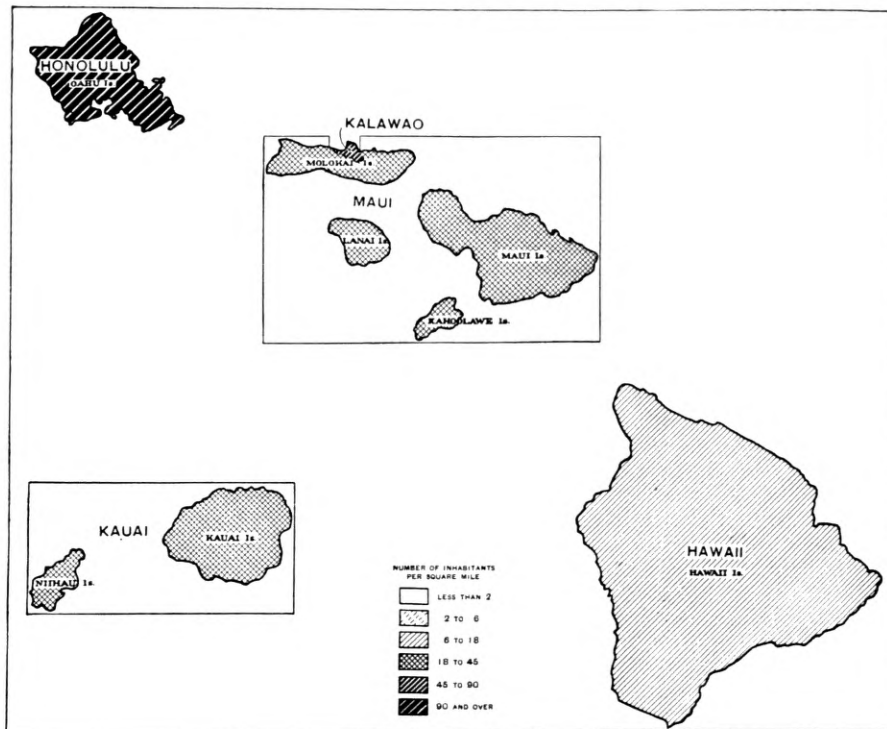 HONOLULU
OAHU Is.
KALAWAO
MOLOKAI Is.
MAUI
LANAI Is.
MAUI Is.
KAHOOLAWE Is.
KAUAI
KAUAI Is.
NIIHAU Is.
HAWAII
HAWAII Is.
NUMBER OF INHABITANTS
PER SQUARE MILE
LESS THAN 2
2 TO 6
6 TO 18
18 TO 45
45 TO 90
90 AND OVER